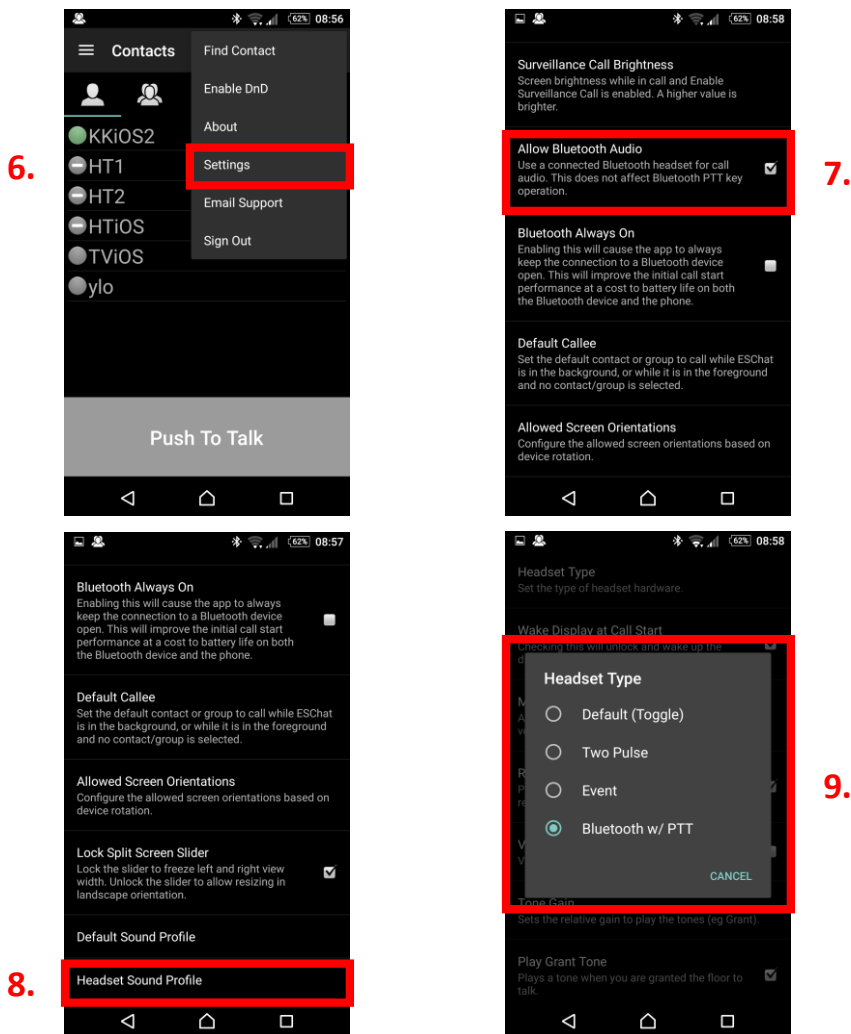 6.
62% 08:56
Contacts
Find Contact
Enable DnD
About
Settings
Email Support
Sign Out
KKiOS2
HT1
HT2
HTiOS
TViOS
ylo
Push To Talk
7.
62% 08:58
Surveillance Call Brightness
Screen brightness while in call and Enable
Surveillance Call is enabled. A higher value is
brighter.
Allow Bluetooth Audio
Use a connected Bluetooth headset for call
audio. This does not affect Bluetooth PTT key
operation.
Bluetooth Always On
Enabling this will cause the app to always
keep the connection to a Bluetooth device
open. This will improve the initial call start
performance at a cost to battery life on both
the Bluetooth device and the phone.
Default Callee
Set the default contact or group to call while ESChat
is in the background, or while it is in the foreground
and no contact/group is selected.
Allowed Screen Orientations
Configure the allowed screen orientations based on
device rotation.
8.
62% 08:57
Bluetooth Always On
Enabling this will cause the app to always
keep the connection to a Bluetooth device
open. This will improve the initial call start
performance at a cost to battery life on both
the Bluetooth device and the phone.
Default Callee
Set the default contact or group to call while ESChat
is in the background, or while it is in the foreground
and no contact/group is selected.
Allowed Screen Orientations
Configure the allowed screen orientations based on
device rotation.
Lock Split Screen Slider
Lock the slider to freeze left and right view
width. Unlock the slider to allow resizing in
landscape orientation.
Default Sound Profile
Headset Sound Profile
9.
62% 08:58
Headset Type
Set the type of headset hardware.
Wake Display at Call Start
Checking this will unlock and wake up the
Headset Type
Default (Toggle)
Two Pulse
Event
Bluetooth w/ PTT
CANCEL
Tone Gain
Sets the relative gain to play the tones (eg Grant).
Play Grant Tone
Plays a tone when you are granted the floor to
talk.